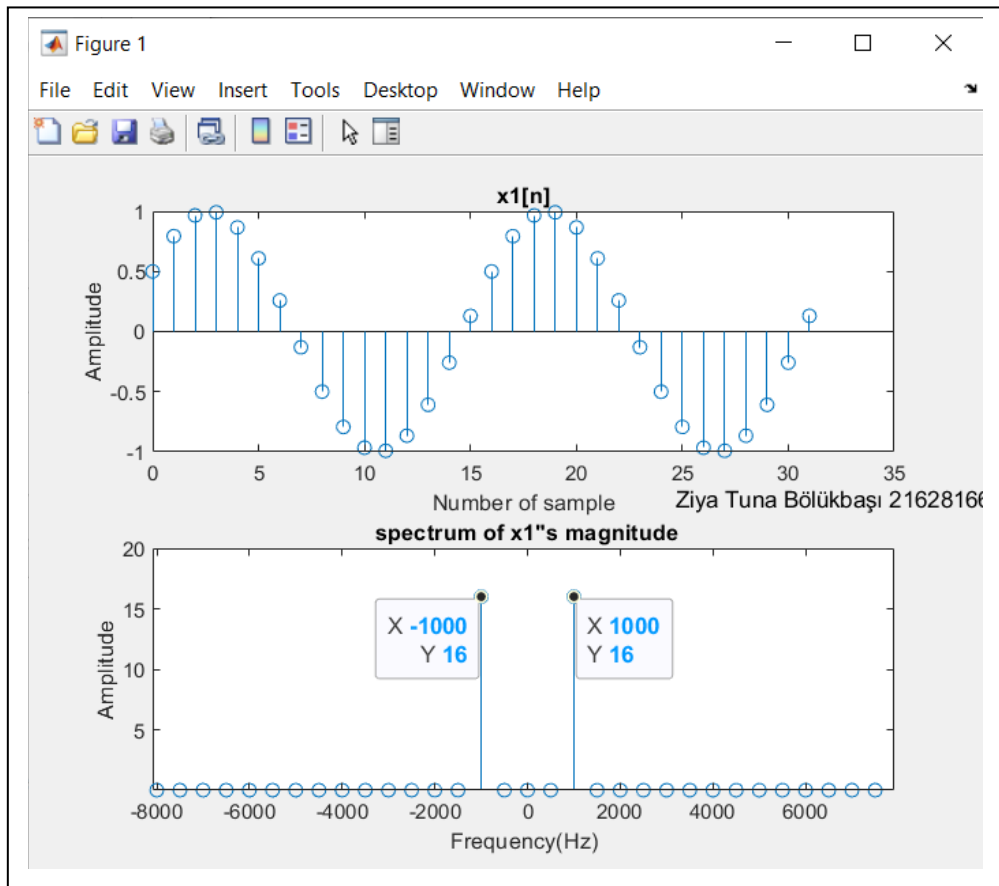 Figure 1
File Edit View Insert Tools Desktop Window Help
x1[n]
Amplitude
1
0.5
0
-0.5
-1
0 5 10 15 20 25 30 35
Number of sample
Ziya Tuna Bölükbaşı 21628166
spectrum of x1"s magnitude
Amplitude
20
15
10
5
X -1000
Y 16
X 1000
Y 16
-8000 -6000 -4000 -2000 0 2000 4000 6000
Frequency(Hz)